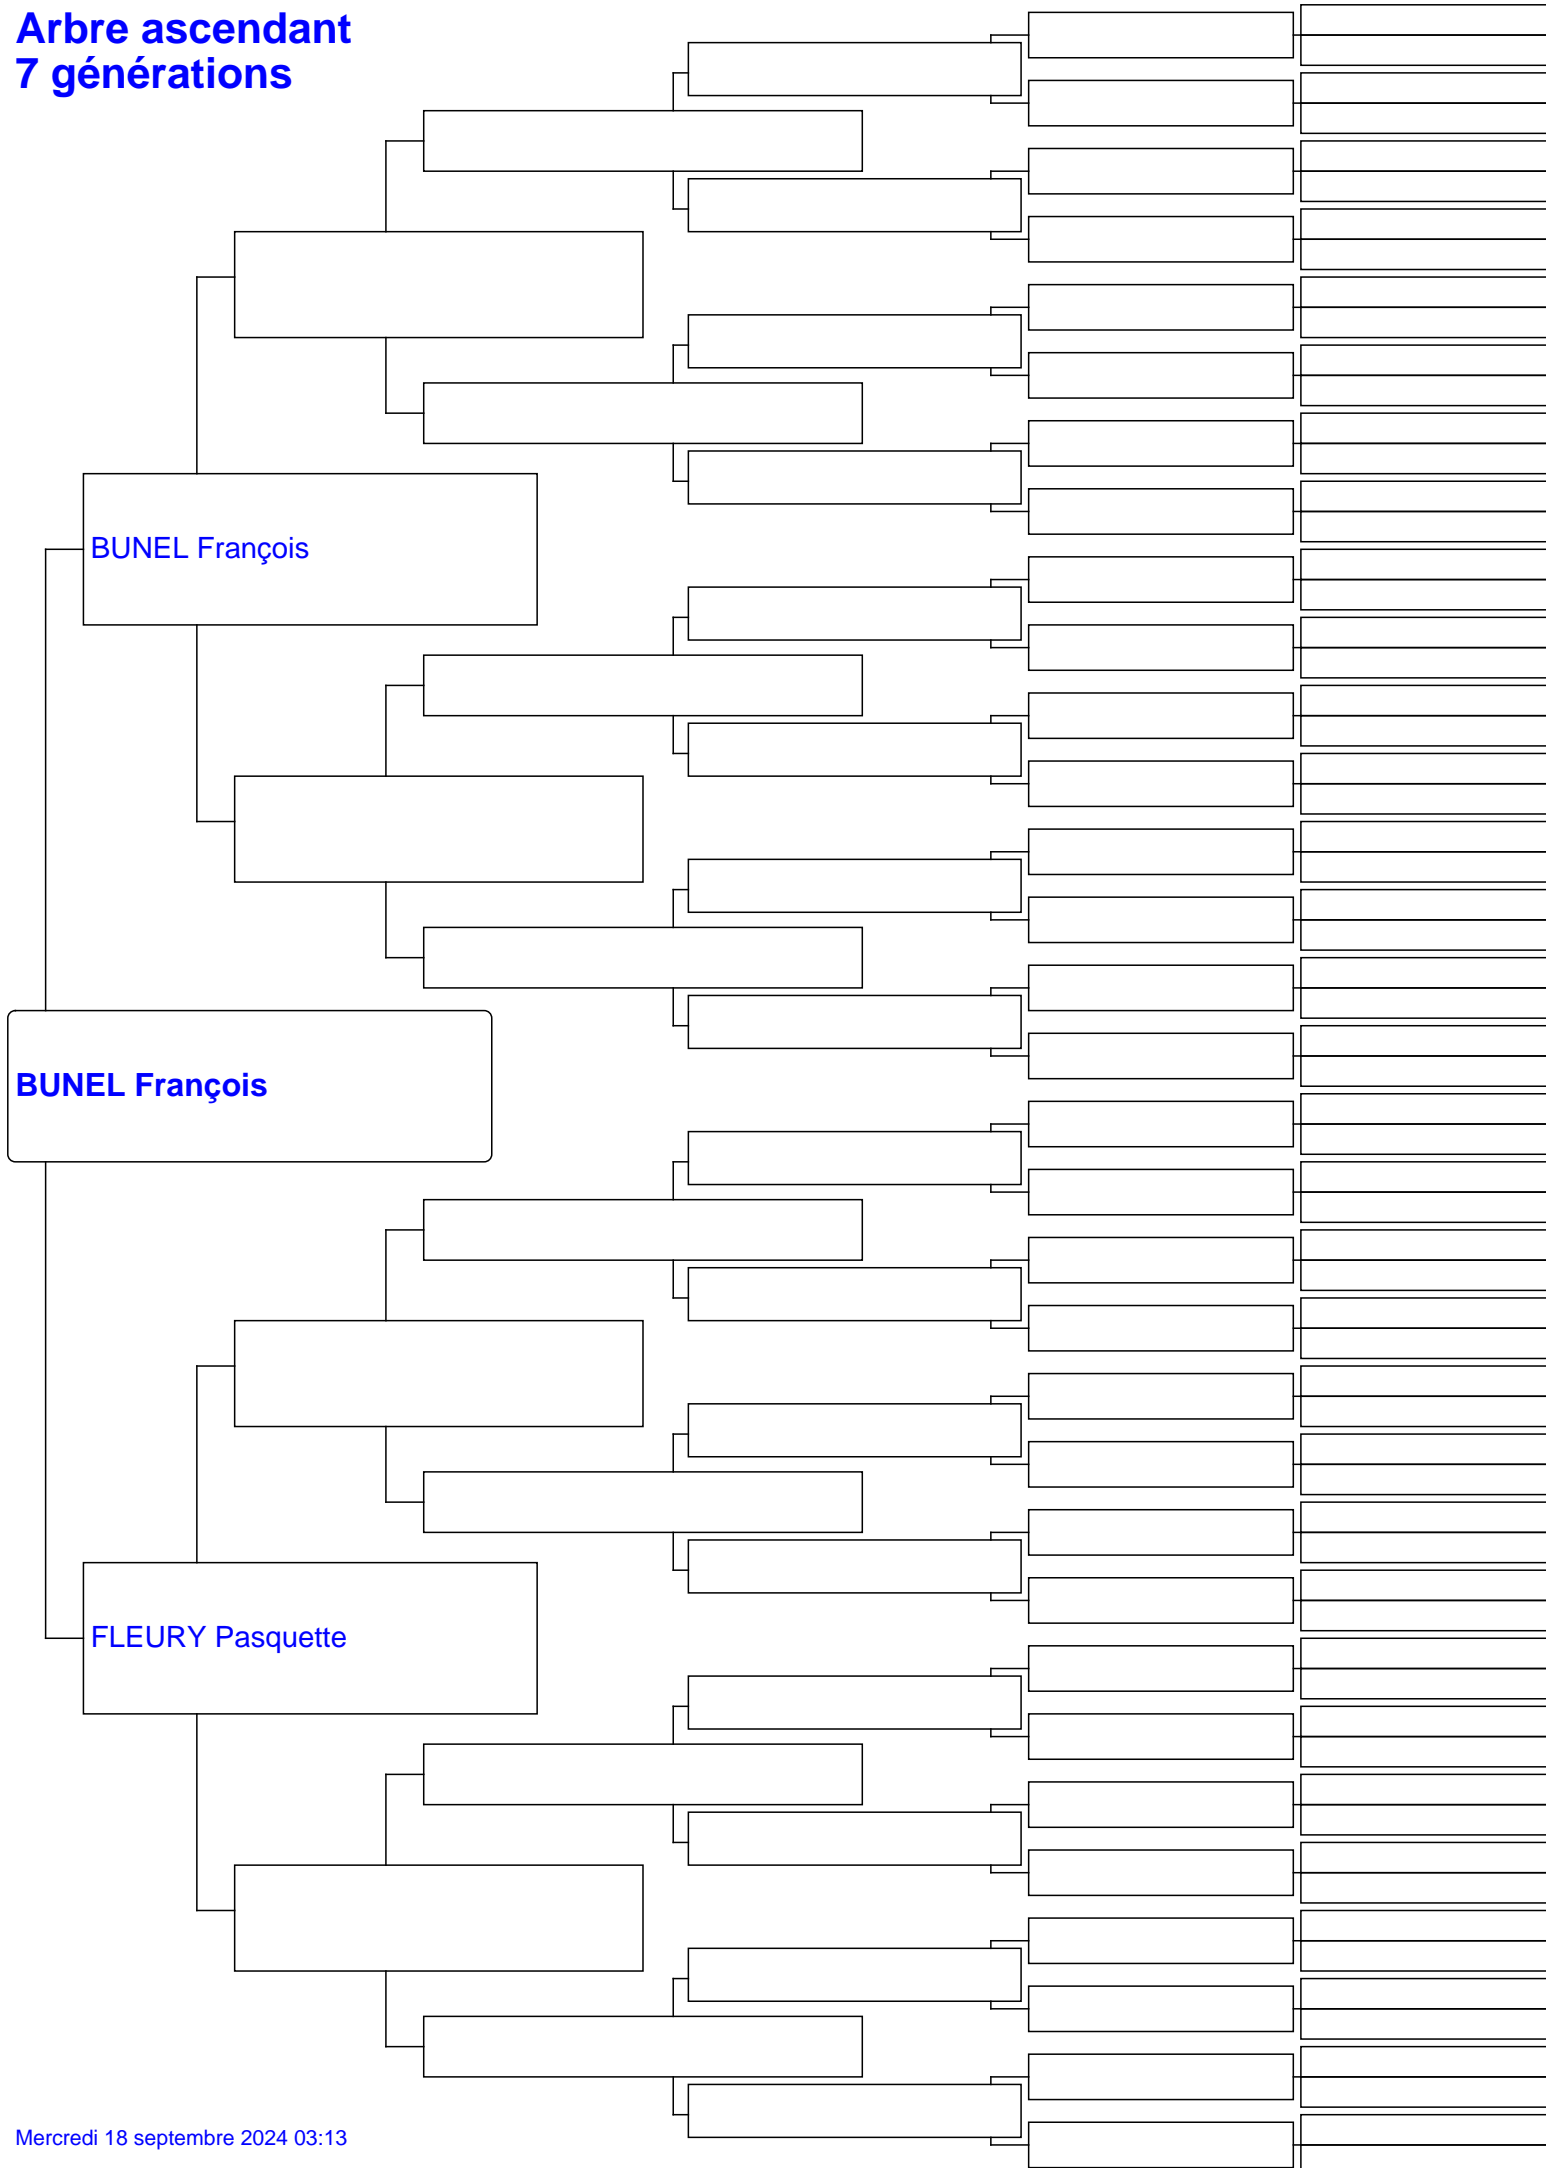 Arbre ascendant
7 générations
BUNEL François
BUNEL François
FLEURY Pasquette
Mercredi 18 septembre 2024 03:13